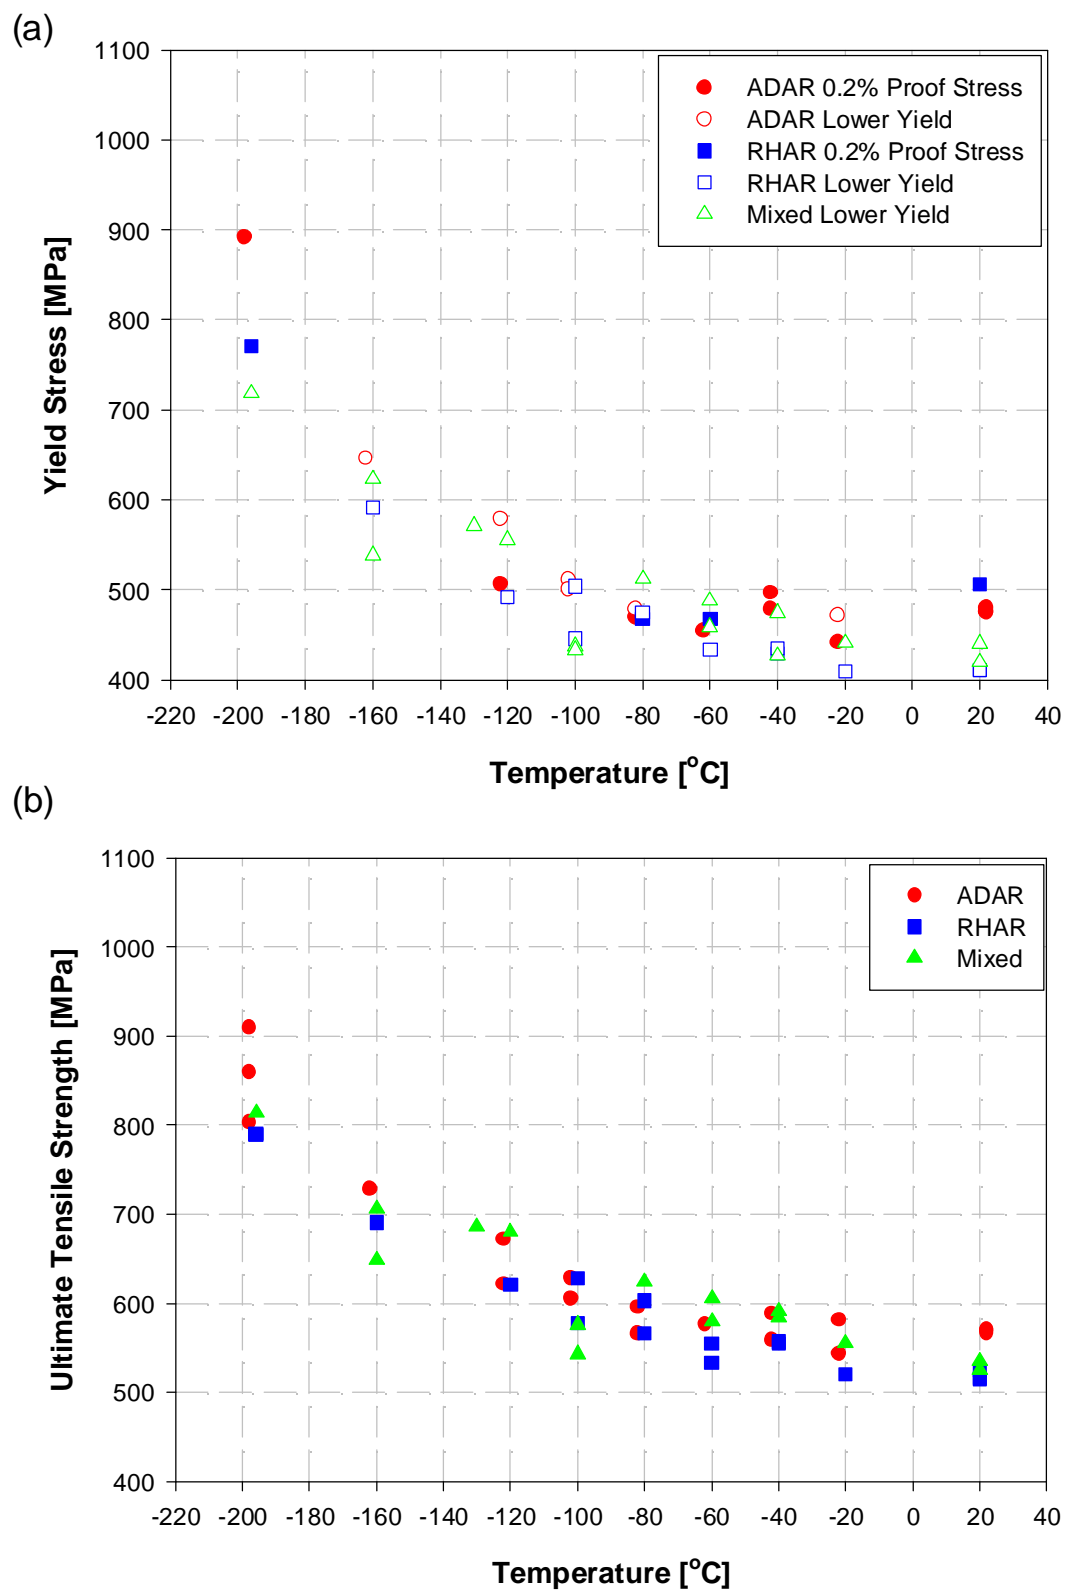 (a)
1100
1000
900
800
700
600
500
400
Yield Stress [MPa]
ADAR 0.2% Proof Stress
ADAR Lower Yield
RHAR 0.2% Proof Stress
RHAR Lower Yield
Mixed Lower Yield
-220 -200 -180 -160 -140 -120 -100 -80 -60 -40 -20 0 20 40
Temperature [oC]
(b)
1100
1000
900
800
700
600
500
400
Ultimate Tensile Strength [MPa]
ADAR
RHAR
Mixed
-220 -200 -180 -160 -140 -120 -100 -80 -60 -40 -20 0 20 40
Temperature [oC]